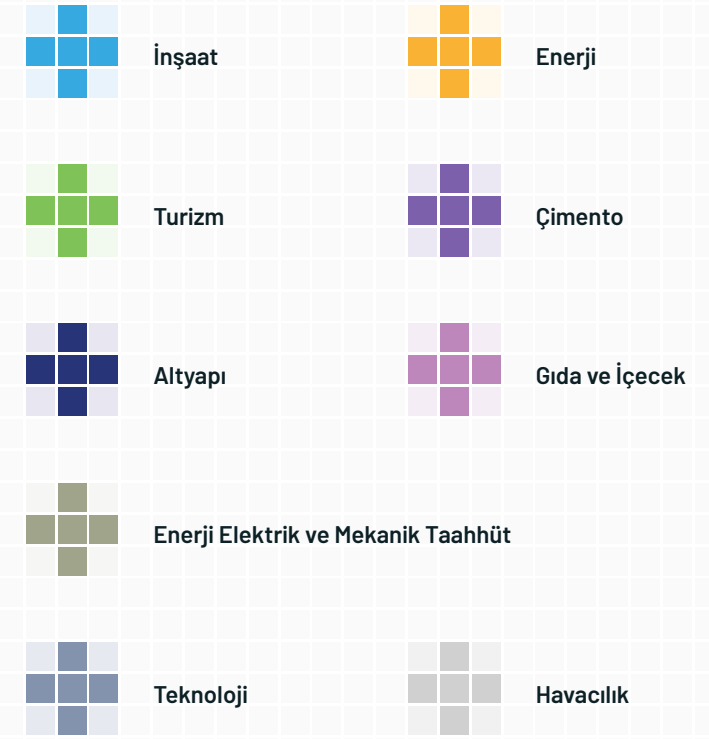 İnşaat
Enerji
Turizm
Çimento
Altyapı
Gıda ve İçecek
Enerji Elektrik ve Mekanik Taahhüt
Teknoloji
Havacılık